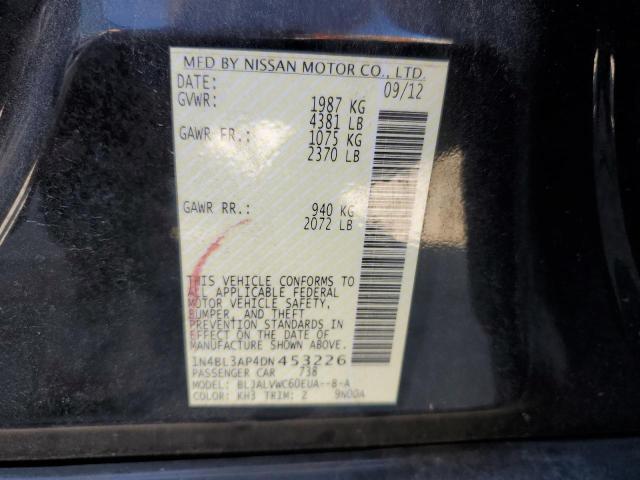 MFD BY NISSAN MOTOR CO., LTD.
DATE: 09/12
GVWR: 1987 KG
4381 LB
GAWR FR.: 1075 KG
2370 LB
GAWR RR.: 940 KG
2072 LB
THIS VEHICLE CONFORMS TO
ALL APPLICABLE FEDERAL
MOTOR VEHICLE SAFETY,
BUMPER, AND THEFT
PREVENTION STANDARDS IN
EFFECT ON THE DATE OF
MANUFACTURE SHOWN ABOVE.
1N4BL3AP4DN453226
PASSENGER CAR 738
MODEL: BLJALVWC60EUA--8-A
COLOR: KH3 TRIM: 2 9N00A